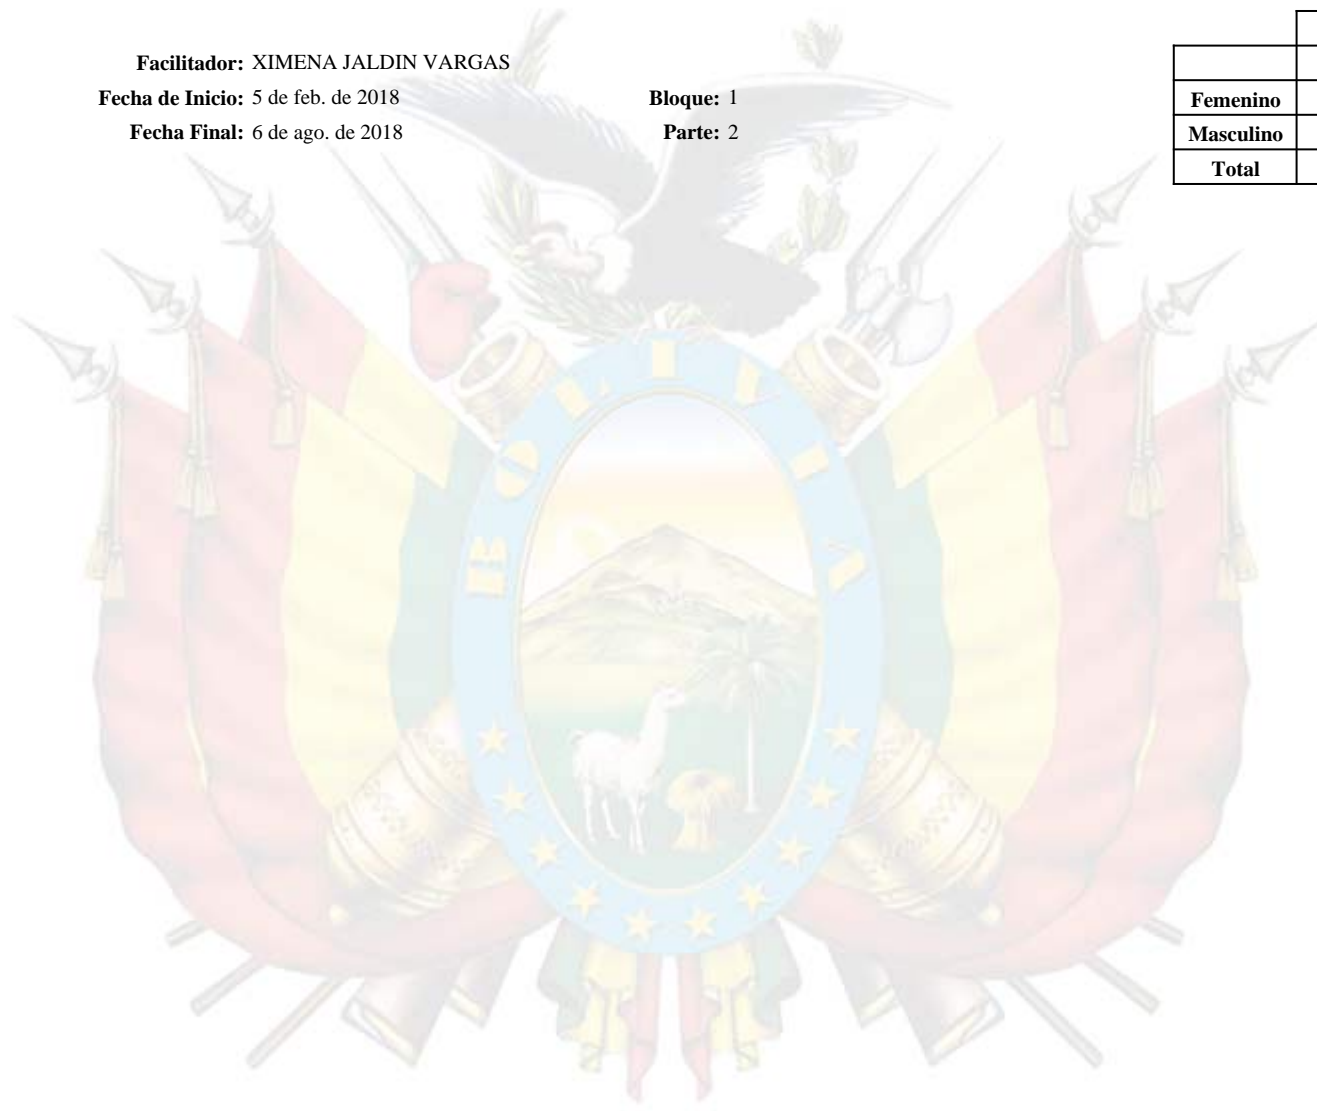 Facilitador: XIMENA JALDIN VARGAS
Fecha de Inicio: 5 de feb. de 2018 Bloque: 1
Fecha Final: 6 de ago. de 2018 Parte: 2
Femenino
Masculino
Total
BOLIVIA